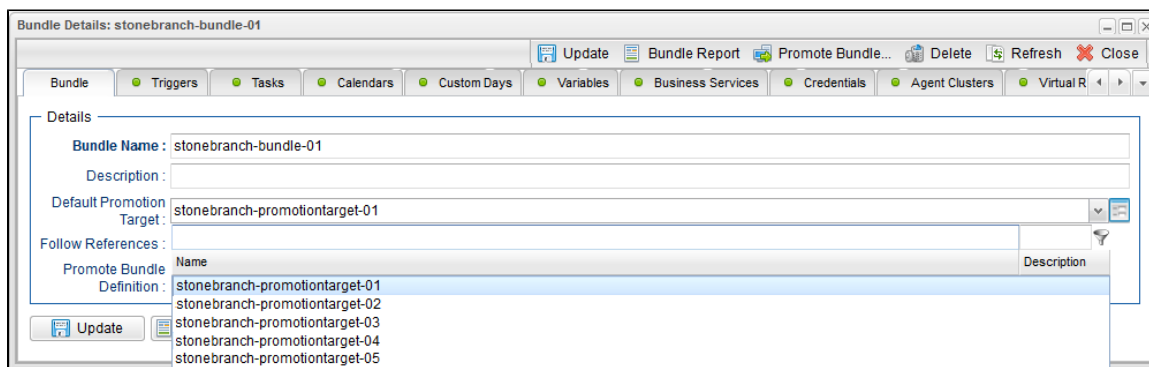 Bundle Details: stonebranch-bundle-01
Update Bundle Report Promote Bundle... Delete Refresh Close
Bundle Triggers Tasks Calendars Custom Days Variables Business Services Credentials Agent Clusters Virtual R
Details
Bundle Name : stonebranch-bundle-01
Description :
Default Promotion Target : stonebranch-promotiontarget-01
Follow References :
Promote Bundle Definition :
Name Description
stonebranch-promotiontarget-01
stonebranch-promotiontarget-02
stonebranch-promotiontarget-03
stonebranch-promotiontarget-04
stonebranch-promotiontarget-05
Update